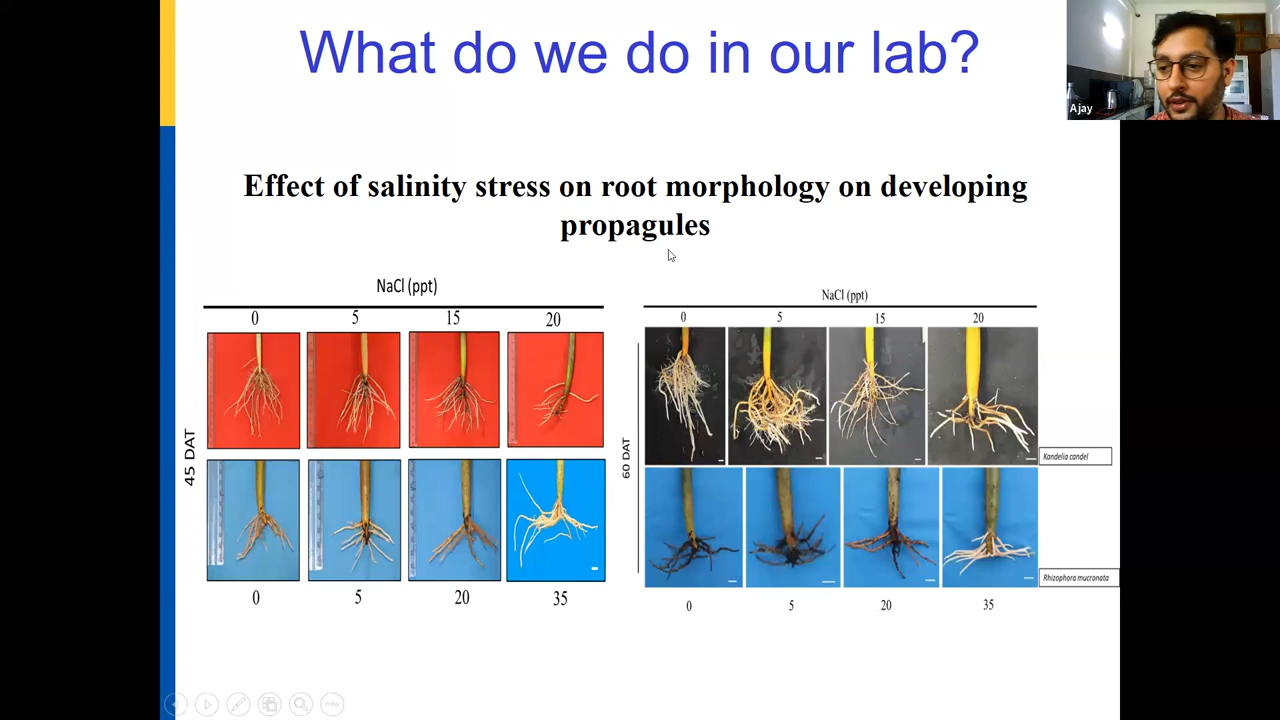 What do we do in our lab?
Ajay
Effect of salinity stress on root morphology on developing
propagules
NaCl (ppt)
0 5 15 20
45 DAT
0 5 20 35
NaCl (ppt)
0 5 15 20
60 DAT
Kandelia candel
Rhizophora mucronata
0 5 20 35